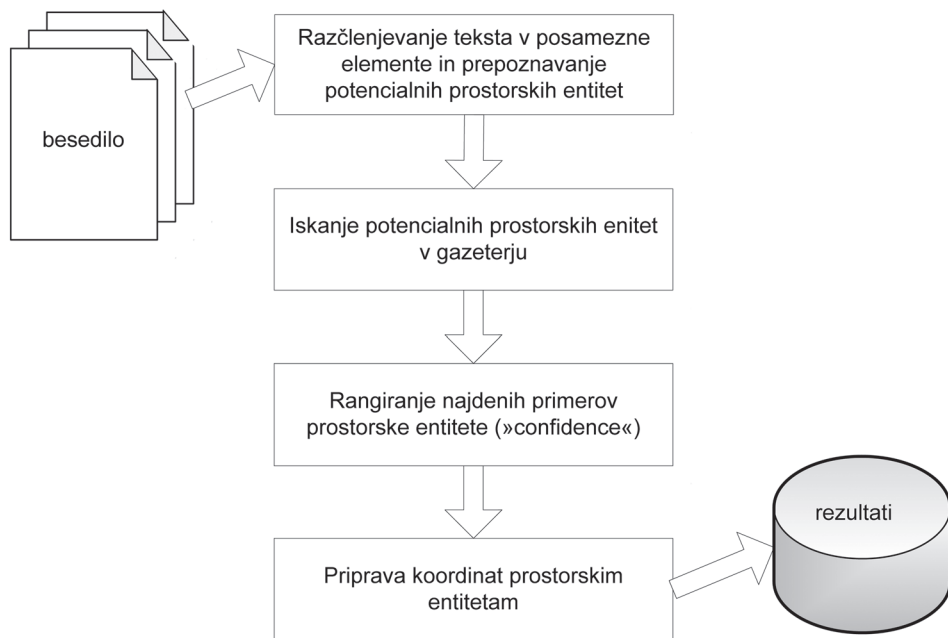 besedilo
Razčlenjevanje teksta v posamezne
elemente in prepoznavanje
potencialnih prostorskih entitet
Iskanje potencialnih prostorskih enitet
v gazeterju
Rangiranje najdenih primerov
prostorske entitete (»confidence«)
Priprava koordinat prostorskim
entitetam
rezultati